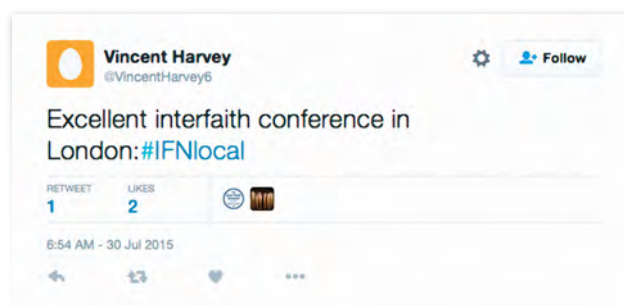 Vincent Harvey
@VincentHarvey6
Follow
Excellent interfaith conference in
London:#IFNlocal
RETWEET LIKES
1 2
6:54 AM - 30 Jul 2015